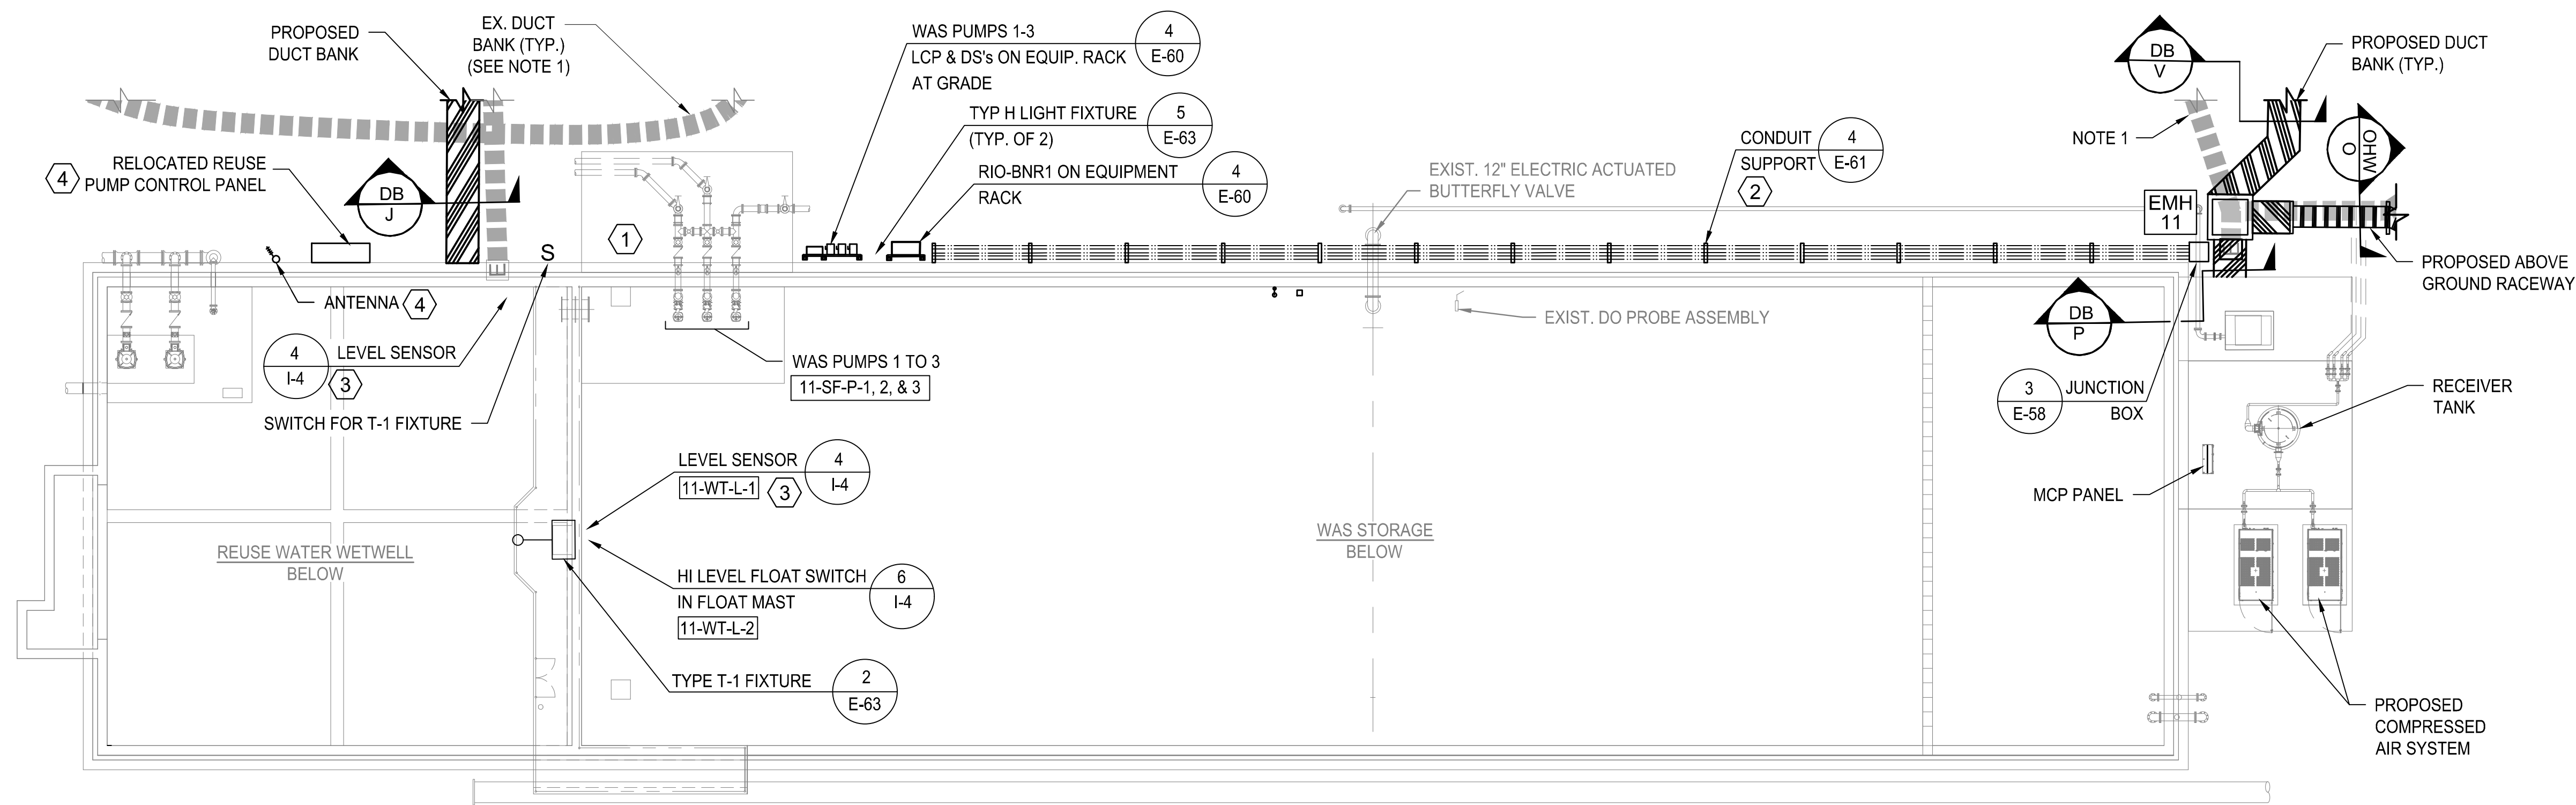 PROPOSED
DUCT BANK
EX. DUCT
BANK (TYP.)
(SEE NOTE 1)
WAS PUMPS 1-3
LCP & DS's ON EQUIP. RACK
AT GRADE
4
E-60
TYP H LIGHT FIXTURE
(TYP. OF 2)
5
E-63
RIO-BNR1 ON EQUIPMENT
RACK
4
E-60
CONDUIT
SUPPORT
4
E-61
2
EXIST. 12" ELECTRIC ACTUATED
BUTTERFLY VALVE
DB
V
PROPOSED DUCT
BANK (TYP.)
NOTE 1
OHW
O
EMH
11
PROPOSED ABOVE
GROUND RACEWAY
4
RELOCATED REUSE
PUMP CONTROL PANEL
DB
J
1
S
E
ANTENNA
4
4
I-4
LEVEL SENSOR
3
SWITCH FOR T-1 FIXTURE
WAS PUMPS 1 TO 3
11-SF-P-1, 2, & 3
EXIST. DO PROBE ASSEMBLY
DB
P
3
E-58
JUNCTION
BOX
RECEIVER
TANK
MCP PANEL
LEVEL SENSOR
11-WT-L-1
3
4
I-4
REUSE WATER WETWELL
BELOW
WAS STORAGE
BELOW
HI LEVEL FLOAT SWITCH
IN FLOAT MAST
11-WT-L-2
6
I-4
TYPE T-1 FIXTURE
2
E-63
PROPOSED
COMPRESSED
AIR SYSTEM